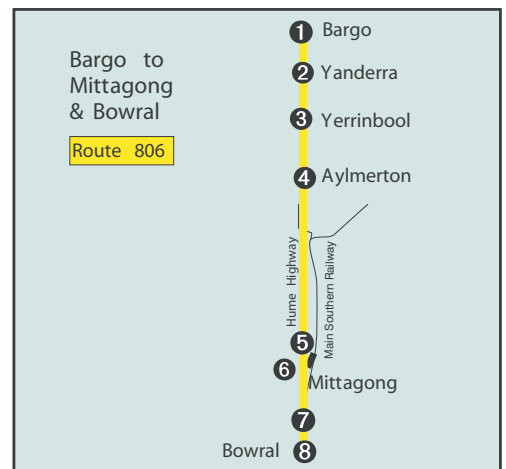 Bargo to
Mittagong
& Bowral
Route 806
1 Bargo
2 Yanderra
3 Yerrinbool
4 Aylmerton
Hume Highway
Main Southern Railway
5
6
Mittagong
7
Bowral 8